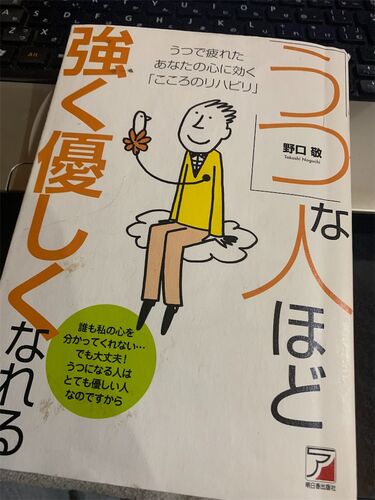 うつで疲れた
あなたの心に効く
「こころのリハビリ」
「うつ」な人ほど
強く優しくなれる
野口 敬
Takashi Noguchi
誰も私の心を
分かってくれない…
でも大丈夫!
うつになる人は
とても優しい人
なのですから
ア
明日香出版社